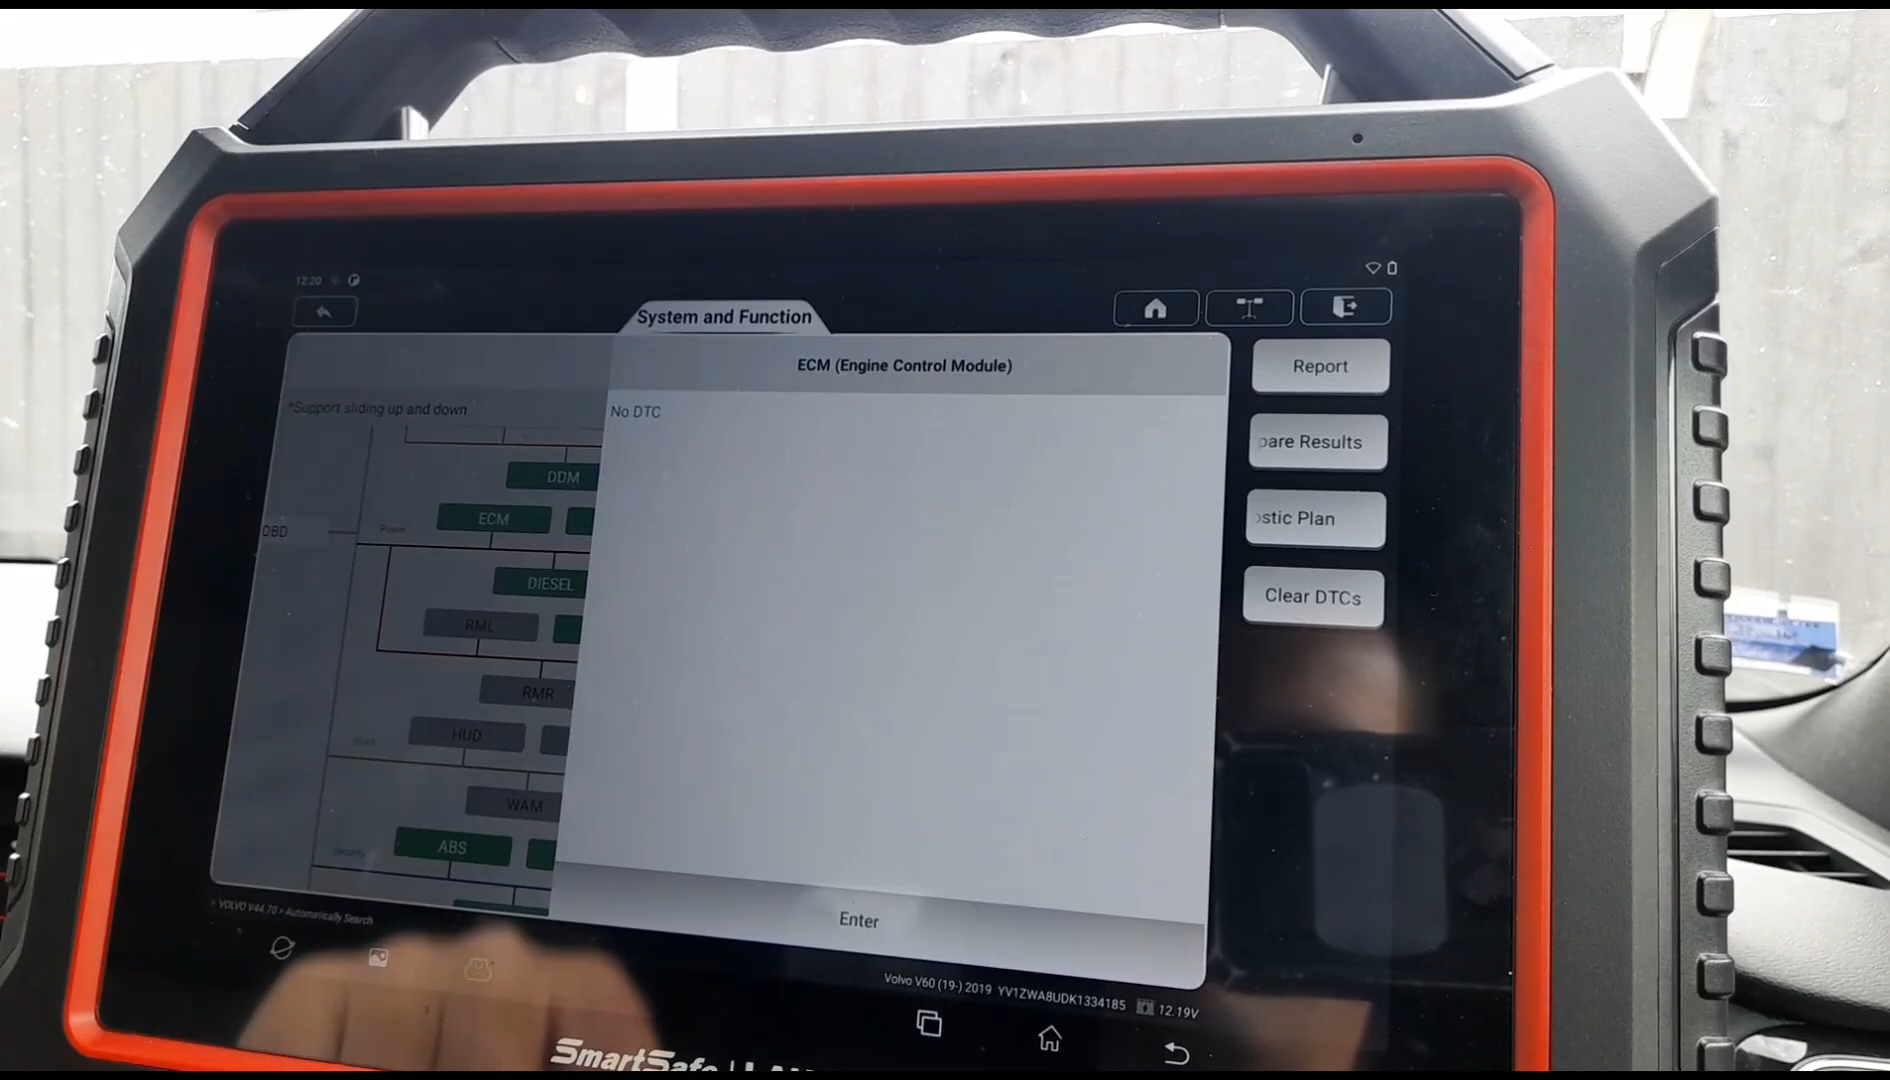 12:20
System and Function
ECM (Engine Control Module)
Report
*Support sliding up and down
No DTC
pare Results
DDM
ECM
ostic Plan
DBD
Power
DIESEL
Clear DTCs
RML
RMR
HUD
WAM
ABS
Security
Enter
VOLVO V44.70 > Automatically Search
Volvo V60 (19-) 2019 YV1ZWA8UDK1334185 12.19V
SmartSafe